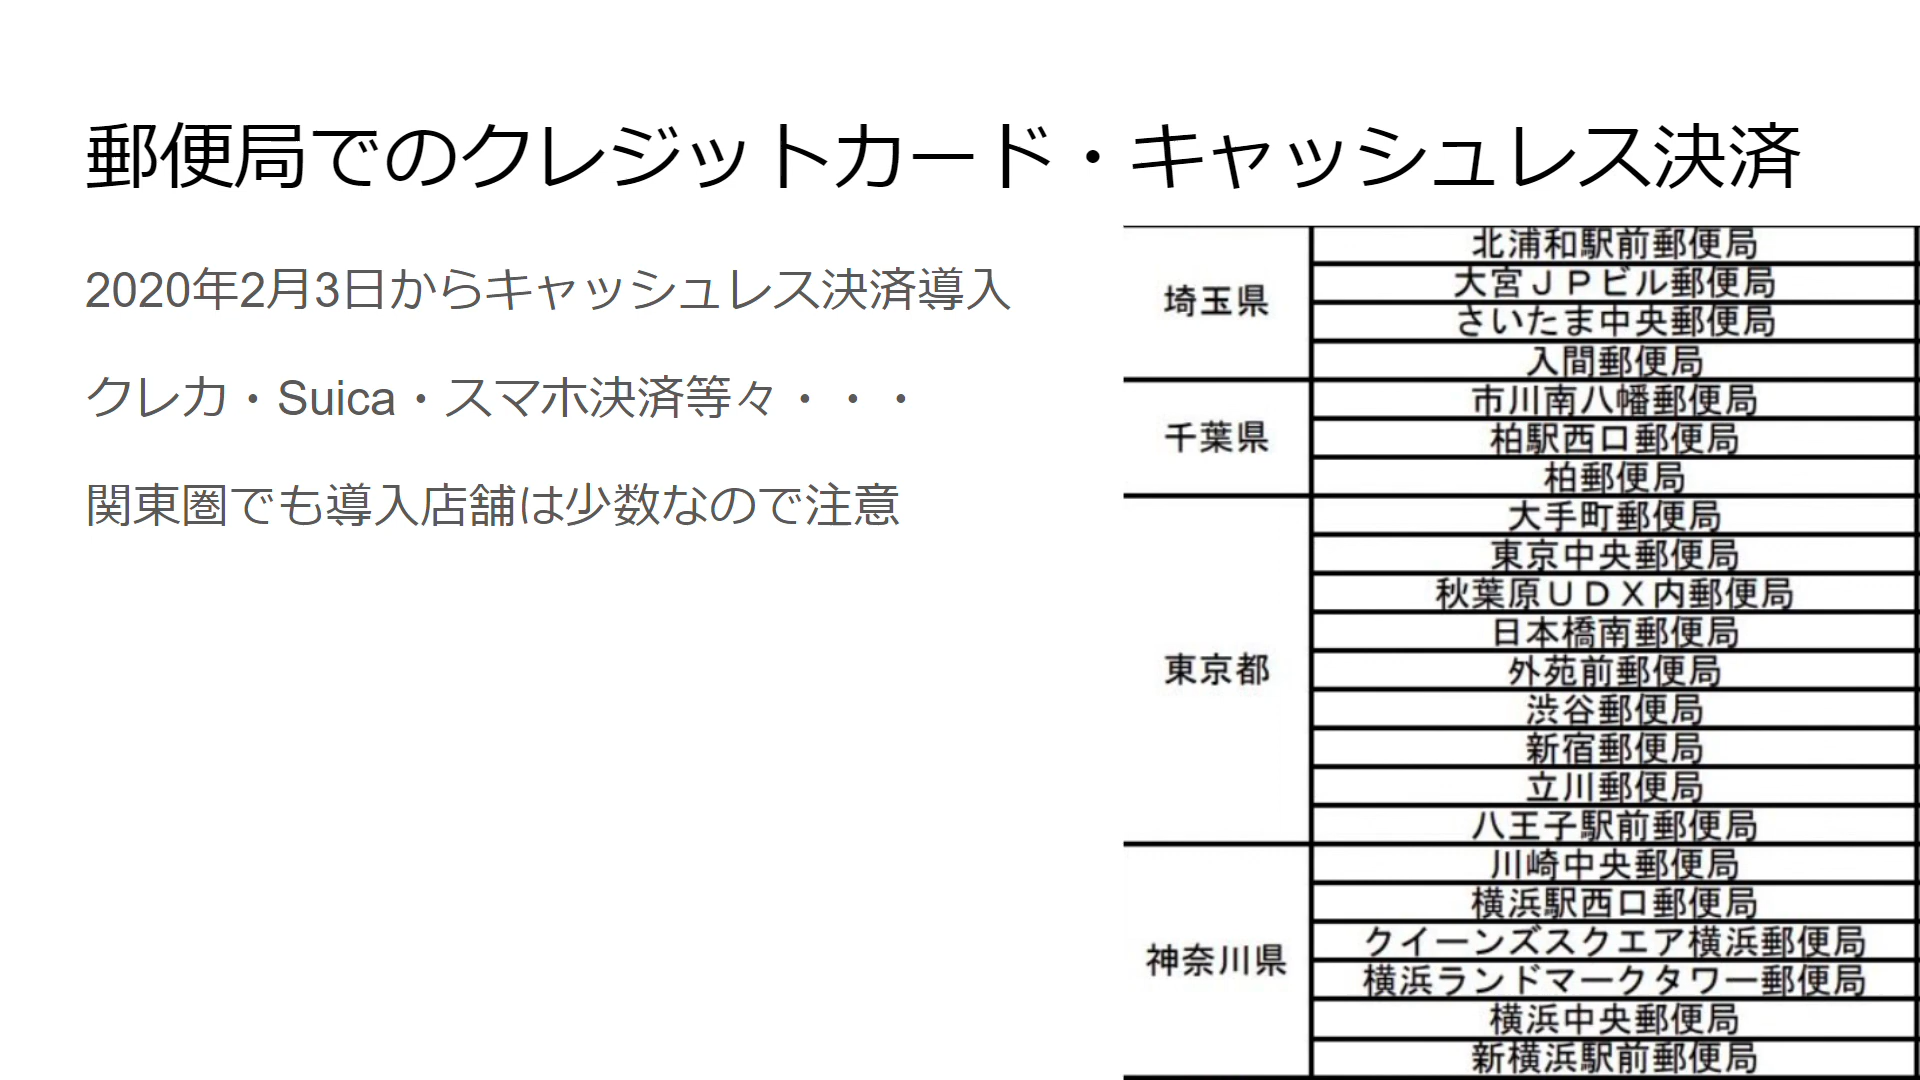 郵便局でのクレジットカード・キャッシュレス決済
2020年2月3日からキャッシュレス決済導入
クレカ・Suica・スマホ決済等々・・・
関東圏でも導入店舗は少数なので注意
埼玉県
北浦和駅前郵便局
大宮ＪＰビル郵便局
さいたま中央郵便局
入間郵便局
千葉県
市川南八幡郵便局
柏駅西口郵便局
柏郵便局
東京都
大手町郵便局
東京中央郵便局
秋葉原ＵＤＸ内郵便局
日本橋南郵便局
外苑前郵便局
渋谷郵便局
新宿郵便局
立川郵便局
八王子駅前郵便局
神奈川県
川崎中央郵便局
横浜駅西口郵便局
クイーンズスクエア横浜郵便局
横浜ランドマークタワー郵便局
横浜中央郵便局
新横浜駅前郵便局